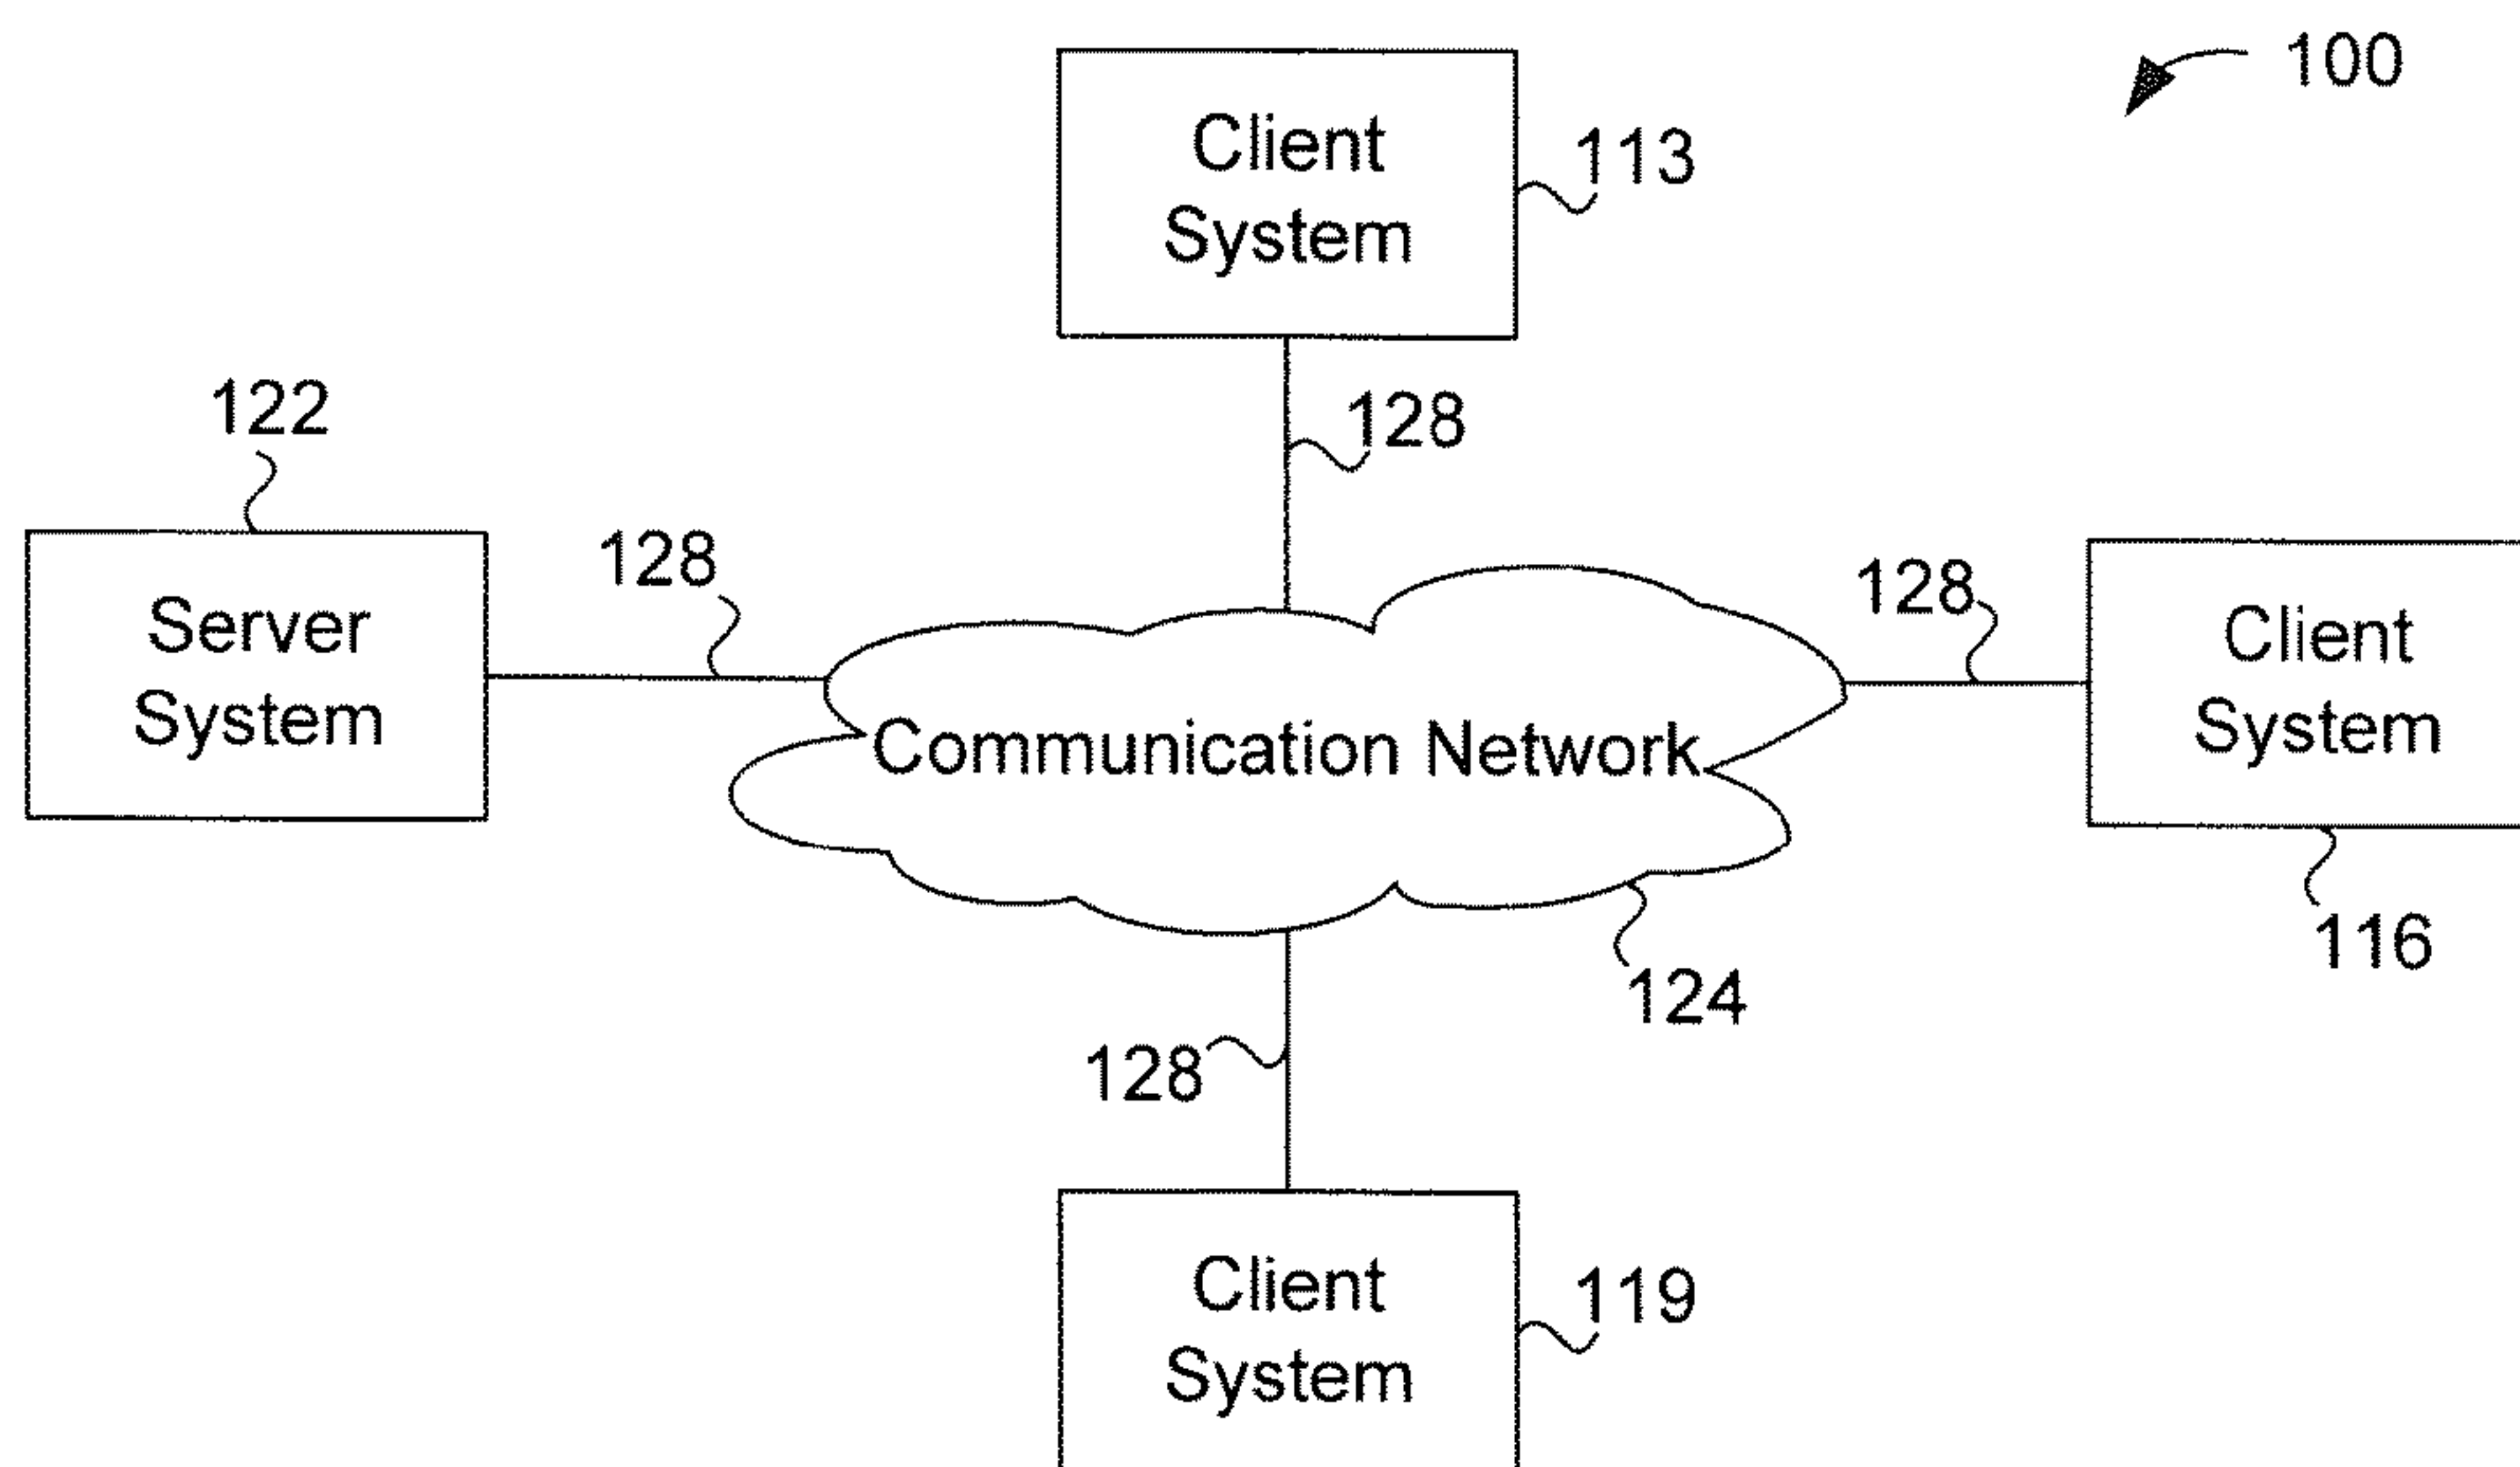 100
Client
System
113
122
128
128
128
Server
System
Client
System
Communication Network
116
124
128
Client
System
119